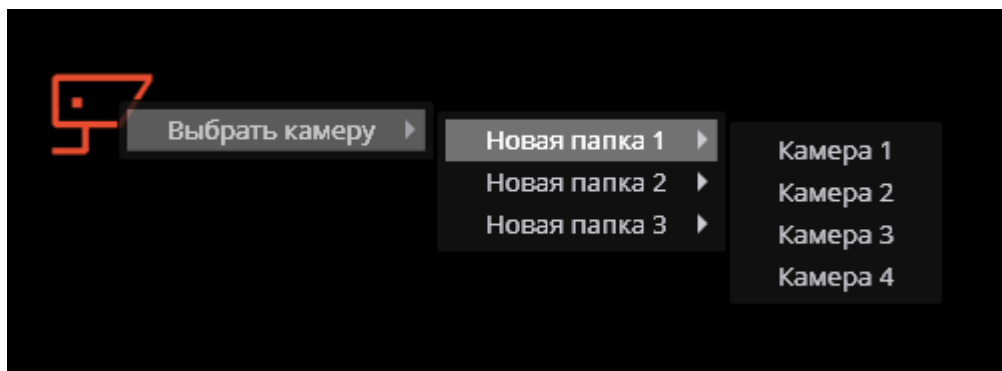 Выбрать камеру
Новая папка 1
Новая папка 2
Новая папка 3
Камера 1
Камера 2
Камера 3
Камера 4